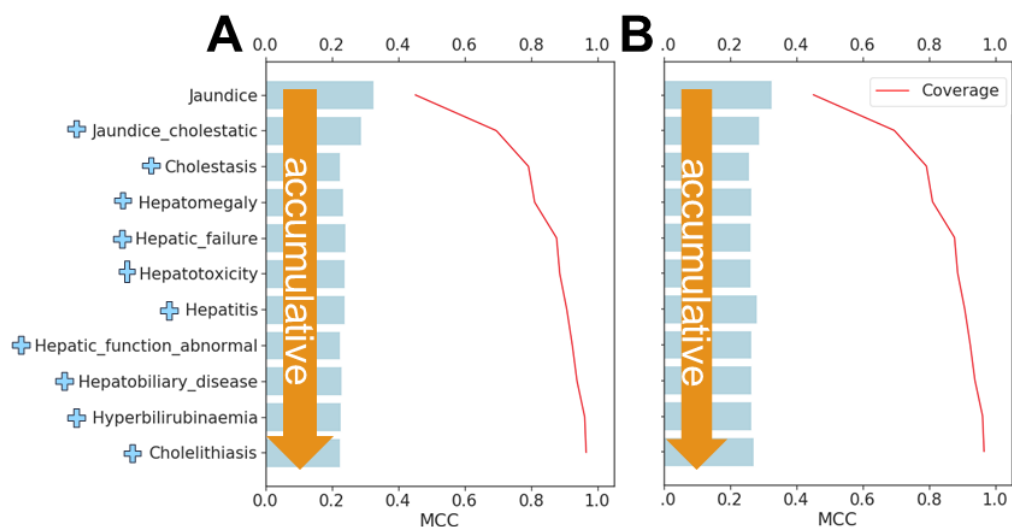 A
B
0.0 0.2 0.4 0.6 0.8 1.0
.0 0.2 0.4 0.6 0.8 1.0
Jaundice
Jaundice_cholestatic
Cholestasis
Hepatomegaly
Hepatic_failure
Hepatotoxicity
Hepatitis
Hepatic_function_abnormal
Hepatobiliary_disease
Hyperbilirubinaemia
Cholelithiasis
accumulative
accumulative
Coverage
0.0 0.2 0.4 0.6 0.8 1.0
.0 0.2 0.4 0.6 0.8 1.0
MCC
MCC